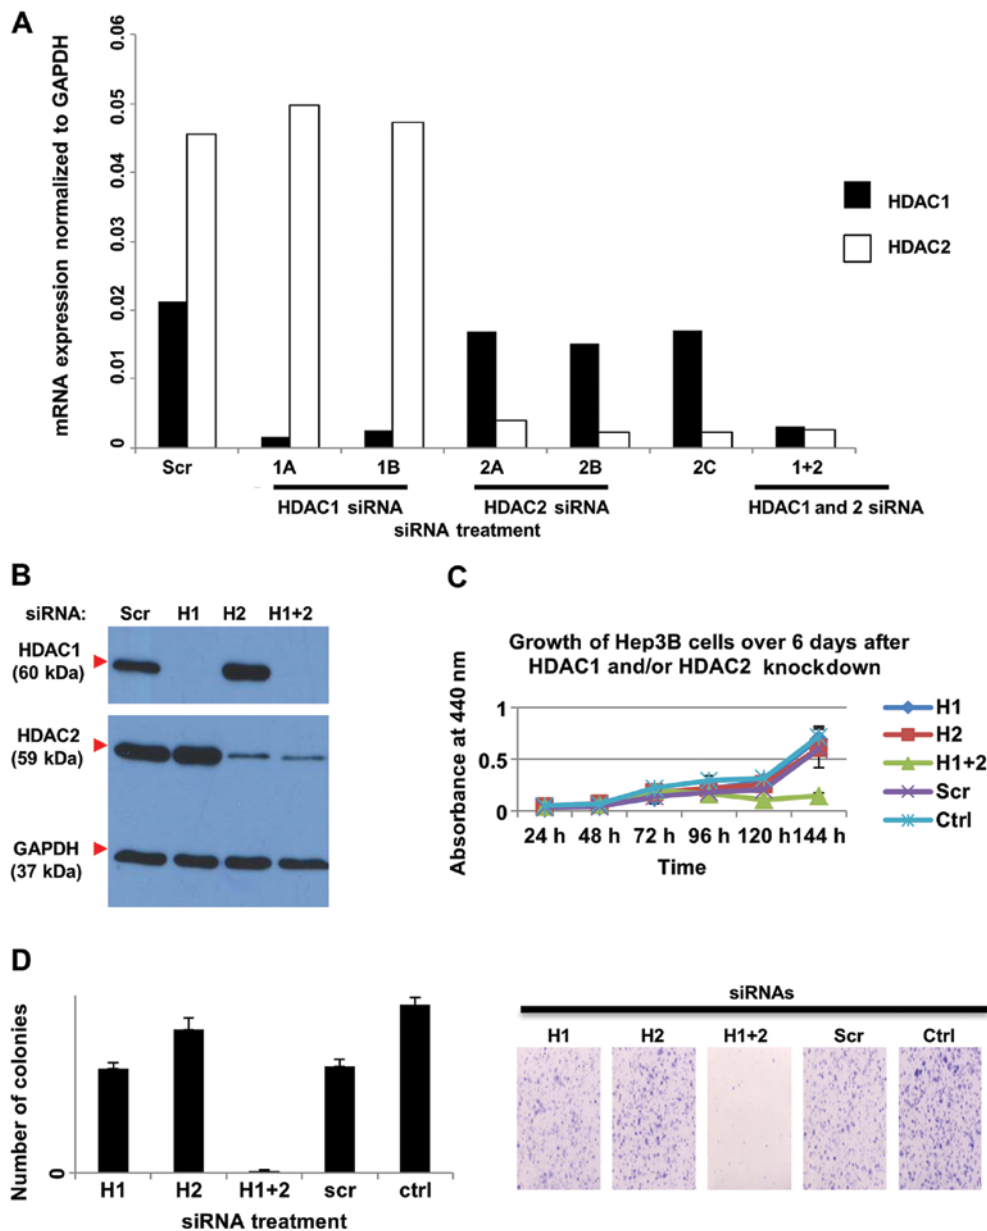 A
mRNA expression normalized to GAPDH
0.06
0.05
0.04
0.03
0.02
0.01
0
HDAC1
HDAC2
Scr 1A 1B 2A 2B 2C 1+2
HDAC1 siRNA HDAC2 siRNA HDAC1 and 2 siRNA
siRNA treatment
B
siRNA: Scr H1 H2 H1+2
HDAC1
(60 kDa)
HDAC2
(59 kDa)
GAPDH
(37 kDa)
C
Growth of Hep3B cells over 6 days after
HDAC1 and/or HDAC2 knockdown
Absorbance at 440 nm
1
0.5
0
24 h 48 h 72 h 96 h 120 h 144 h
Time
H1
H2
H1+2
Scr
Ctrl
D
Number of colonies
0
H1 H2 H1+2 scr ctrl
siRNA treatment
siRNAs
H1 H2 H1+2 Scr Ctrl